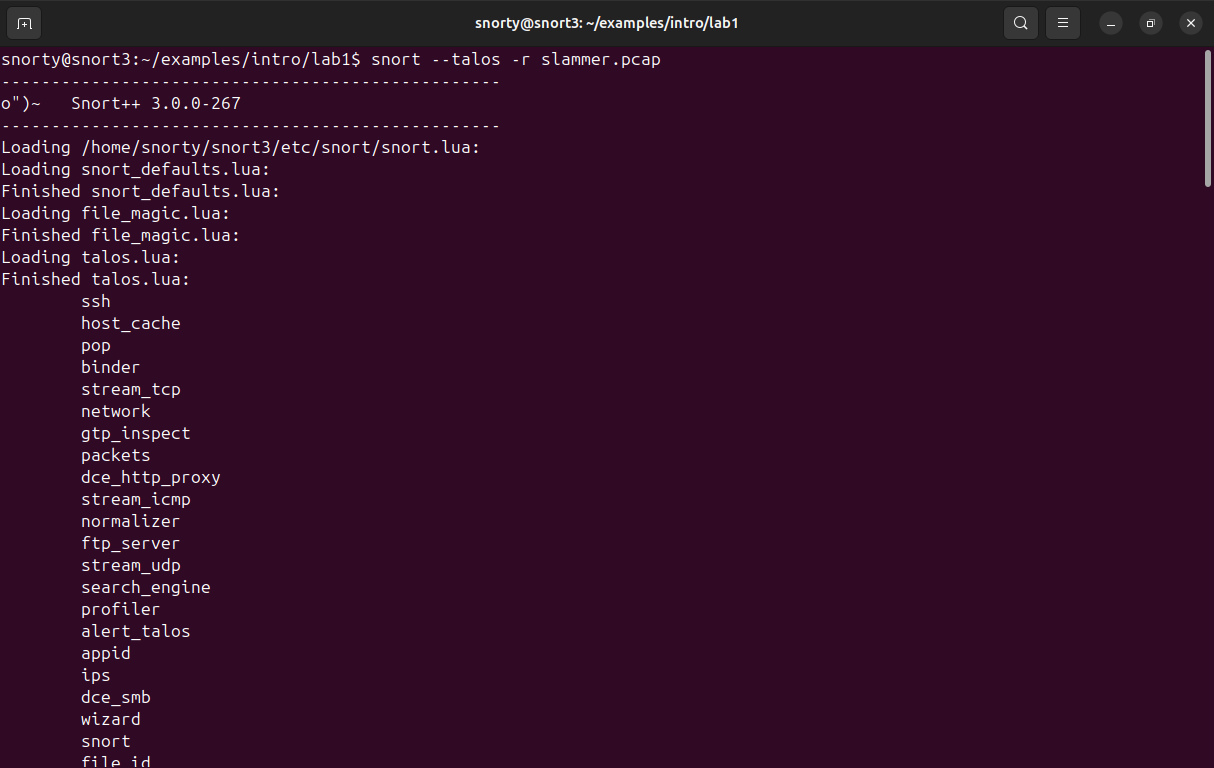 snorty@snort3: ~/examples/intro/lab1
snorty@snort3:~/examples/intro/lab1$ snort --talos -r slammer.pcap
--------------------------------------------------
o")~   Snort++ 3.0.0-267
--------------------------------------------------
Loading /home/snorty/snort3/etc/snort/snort.lua:
Loading snort_defaults.lua:
Finished snort_defaults.lua:
Loading file_magic.lua:
Finished file_magic.lua:
Loading talos.lua:
Finished talos.lua:
        ssh
        host_cache
        pop
        binder
        stream_tcp
        network
        gtp_inspect
        packets
        dce_http_proxy
        stream_icmp
        normalizer
        ftp_server
        stream_udp
        search_engine
        profiler
        alert_talos
        appid
        ips
        dce_smb
        wizard
        snort
        file_id